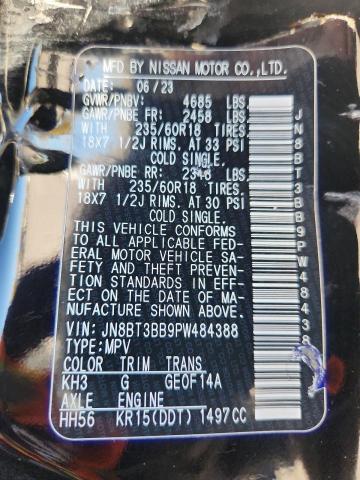 MFD BY NISSAN MOTOR CO.,LTD.
DATE: 06/23
GVWR/PNBV: 4685 LBS.
GAWR/PNBE FR: 2458 LBS.
WITH 235/60R18 TIRES.
18X7 1/2J RIMS. AT 33 PSI
COLD SINGLE.
GAWR/PNBE RR: 2348 LBS.
WITH 235/60R18 TIRES.
18X7 1/2J RIMS. AT 30 PSI
COLD SINGLE.
THIS VEHICLE CONFORMS
TO ALL APPLICABLE FED-
ERAL MOTOR VEHICLE SA-
FETY AND THEFT PREVEN-
TION STANDARDS IN EFF-
ECT ON THE DATE OF MA-
NUFACTURE SHOWN ABOVE.
VIN: JN8BT3BB9PW484388
TYPE:MPV
COLOR TRIM TRANS
KH3 G GE0F14A
AXLE ENGINE
HH56 KR15(DDT) 1497CC
JN8BT3BB9PW484388